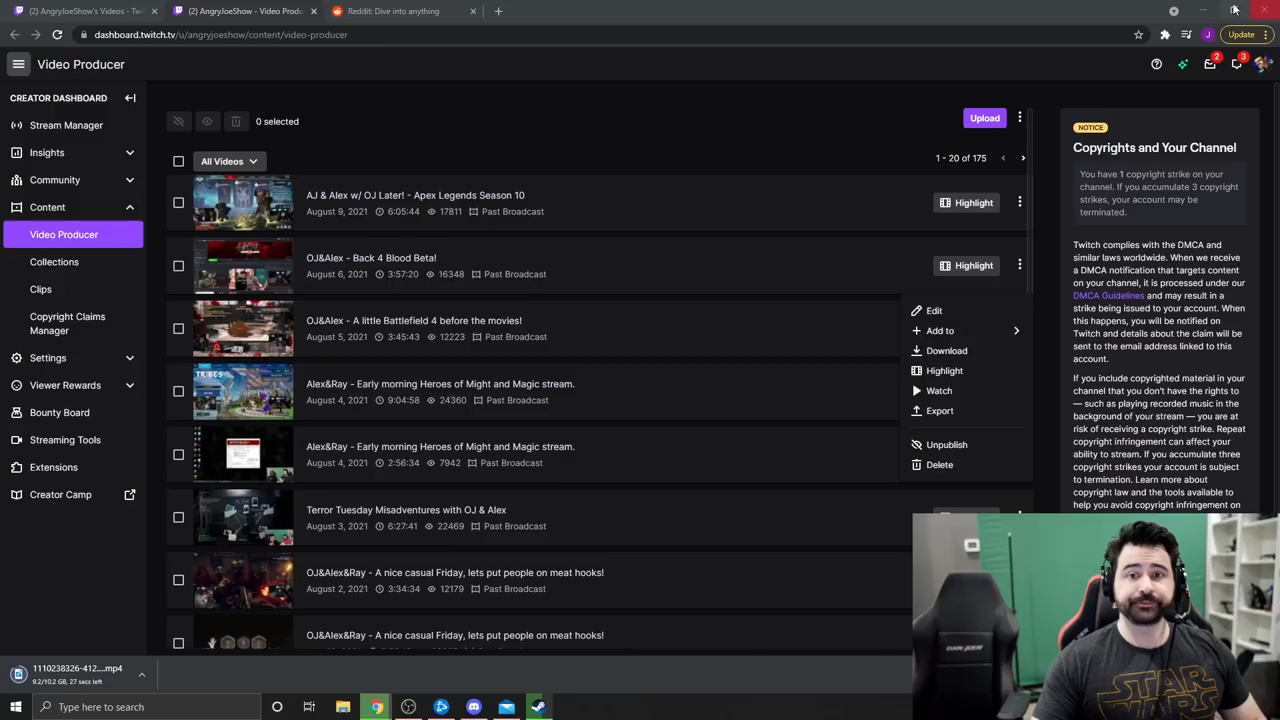 (2) AngryJoeShow's Videos - Twi
(2) AngryJoeShow - Video Produ
Reddit: Dive into anything
dashboard.twitch.tv/u/angryjoeshow/content/video-producer
J
Update
Video Producer
2
3
CREATOR DASHBOARD
Stream Manager
Insights
Community
Content
Video Producer
Collections
Clips
Copyright Claims
Manager
Settings
Viewer Rewards
Bounty Board
Streaming Tools
Extensions
Creator Camp
0 selected
Upload
All Videos
1 - 20 of 175
AJ & Alex w/ OJ Later! - Apex Legends Season 10
August 9, 2021 6:05:44 17811 Past Broadcast
Highlight
OJ&Alex - Back 4 Blood Beta!
August 6, 2021 3:57:20 16348 Past Broadcast
Highlight
OJ&Alex - A little Battlefield 4 before the movies!
August 5, 2021 3:45:43 12223 Past Broadcast
Alex&Ray - Early morning Heroes of Might and Magic stream.
August 4, 2021 9:04:58 24360 Past Broadcast
Alex&Ray - Early morning Heroes of Might and Magic stream.
August 4, 2021 2:56:34 7942 Past Broadcast
Terror Tuesday Misadventures with OJ & Alex
August 3, 2021 6:27:41 22469 Past Broadcast
OJ&Alex&Ray - A nice casual Friday, lets put people on meat hooks!
August 2, 2021 3:34:34 12179 Past Broadcast
OJ&Alex&Ray - A nice casual Friday, lets put people on meat hooks!
Edit
Add to
Download
Highlight
Watch
Export
Unpublish
Delete
NOTICE
Copyrights and Your Channel
You have 1 copyright strike on your
channel. If you accumulate 3 copyright
strikes, your account may be
terminated.
Twitch complies with the DMCA and
similar laws worldwide. When we receive
a DMCA notification that targets content
on your channel, it is processed under our
DMCA Guidelines and may result in a
strike being issued to your account. When
this happens, you will be notified on
Twitch and details about the claim will be
sent to the email address linked to this
account.
If you include copyrighted material in your
channel that you don't have the rights to
— such as playing recorded music in the
background of your stream — you are at
risk of receiving a copyright strike. Repeat
copyright infringement can affect your
ability to stream. If you accumulate three
copyright strikes your account is subject
to termination. Learn more about
copyright law and the tools available to
help you avoid copyright infringement on
STAR
WARS
1110238326-412....mp4
9.2/10.2 GB, 27 secs left
Type here to search